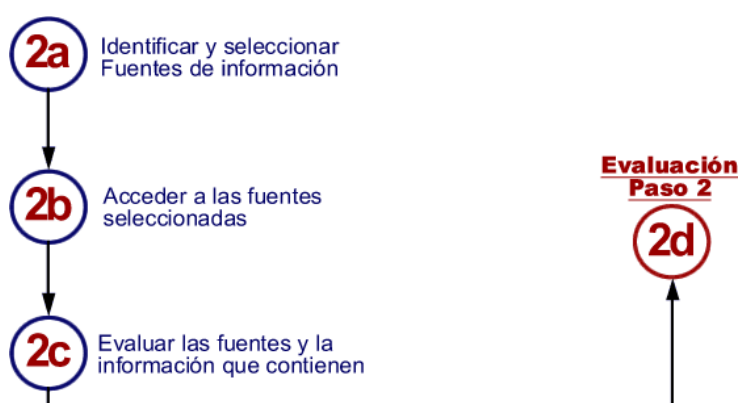 2a
Identificar y seleccionar
Fuentes de información
2b
Acceder a las fuentes
seleccionadas
2c
Evaluar las fuentes y la
información que contienen
Evaluación
Paso 2
2d